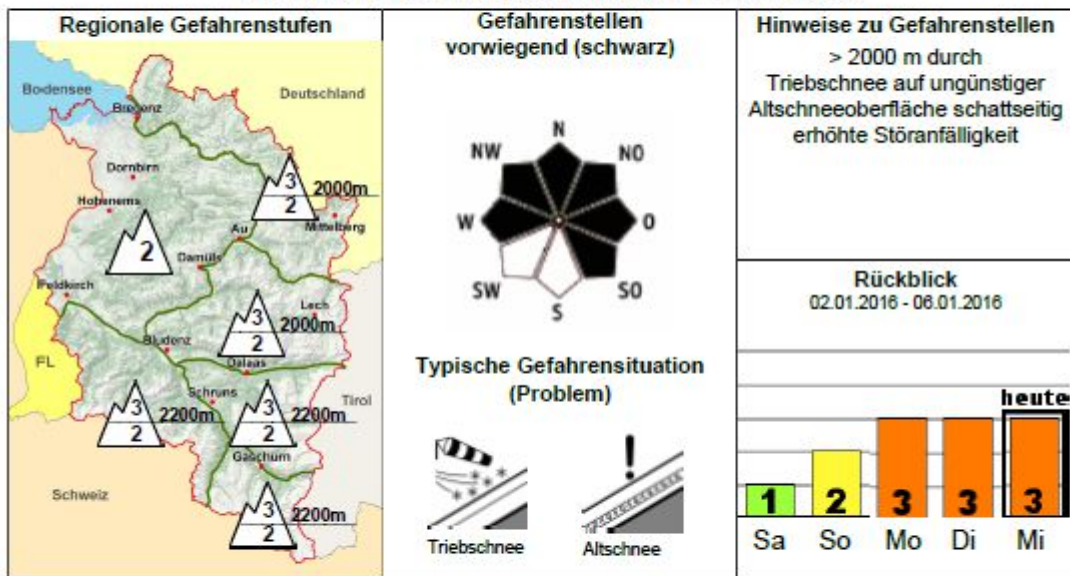 Regionale Gefahrenstufen
Bodensee
Deutschland
Bregenz
Dornbirn
3
2000m
2
Hohenems
Mittelberg
Au
2
Damüls
Feldkirch
Lech
3
2000m
2
FL
Bludenz
Dalaas
Schruns
Tirol
3
2200m
2
3
2200m
2
Gaschurn
Schweiz
3
2200m
2
Gefahrenstellen
vorwiegend (schwarz)
N
NW
NO
W
O
SW
SO
S
Typische Gefahrensituation
(Problem)
Triebschnee
!
Altschnee
Hinweise zu Gefahrenstellen
> 2000 m durch
Triebschnee auf ungünstiger
Altschneeoberfläche schattseitig
erhöhte Störanfälligkeit
Rückblick
02.01.2016 - 06.01.2016
heute
1 2 3 3 3
Sa So Mo Di Mi